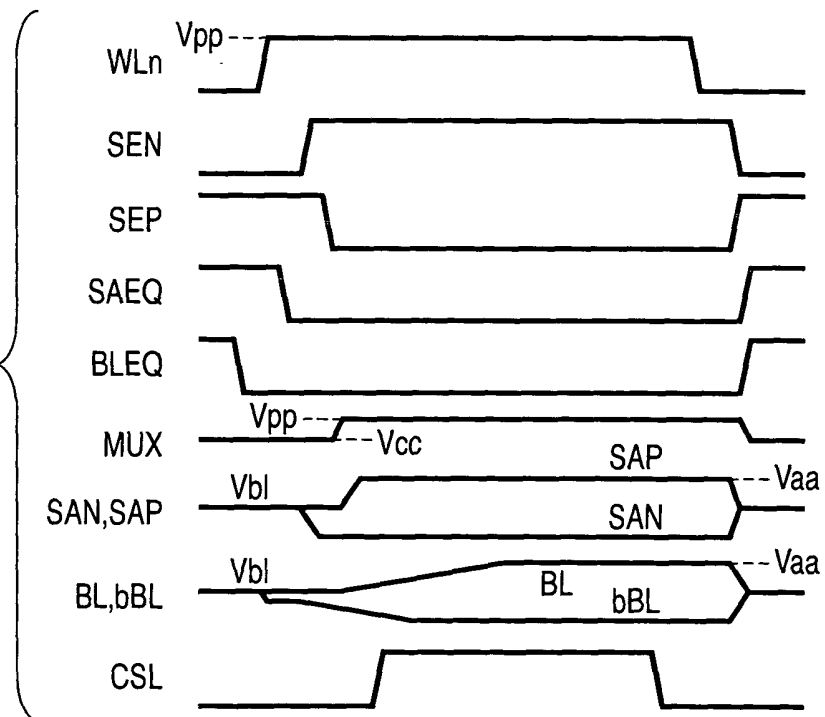 Vpp
WLn
SEN
SEP
SAEQ
BLEQ
Vpp
Vcc
MUX
SAP
Vbl
Vaa
SAN,SAP
SAN
Vbl
Vaa
BL,bBL
BL
bBL
CSL